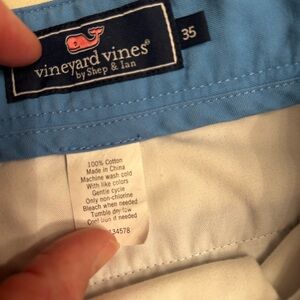 vineyard vines®
by Shep & Ian
35
100% Cotton
Made in China
Machine wash cold
With like colors
Gentle cycle
Only non-chlorine
Bleach when needed
Tumble dry low
Cool iron if needed
34578